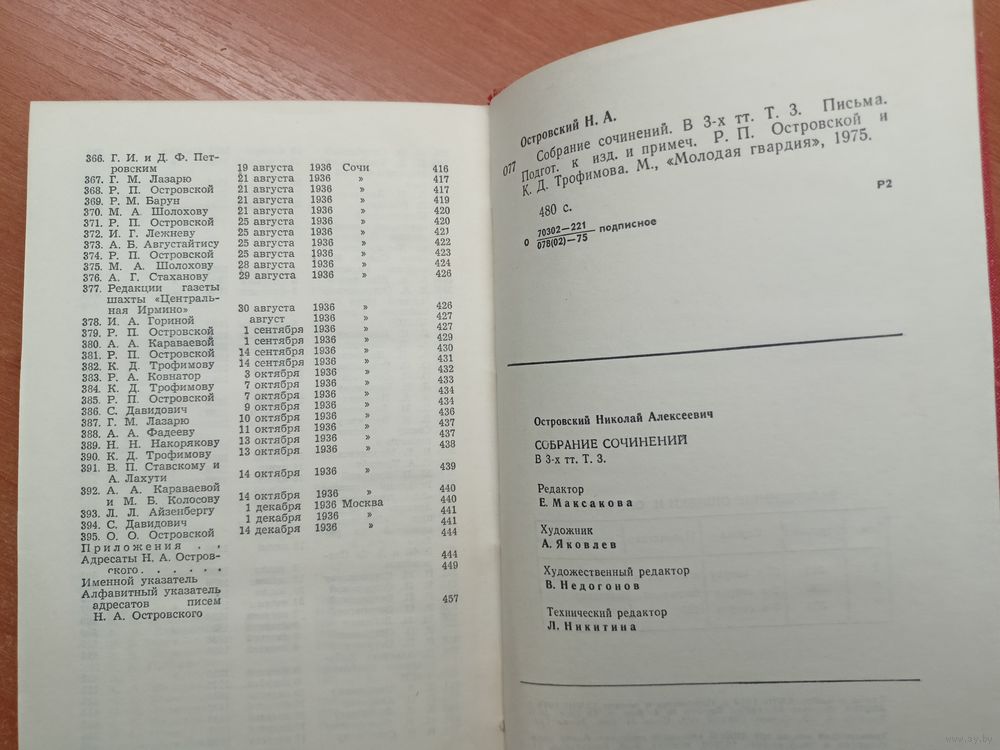 366. Г. И. и Д. Ф. Пет-
ровским 19 августа 1936 Сочи 416
367. Г. М. Лазарю 21 августа 1936 » 417
368. Р. П. Островской 21 августа 1936 » 417
369. Р. М. Барун 21 августа 1936 » 419
370. М. А. Шолохову 21 августа 1936 » 420
371. Р. П. Островской 25 августа 1936 » 420
372. И. Г. Лежневу 25 августа 1936 » 421
373. А. Б. Августайтису 25 августа 1936 » 422
374. Р. П. Островской 25 августа 1936 » 423
375. М. А. Шолохову 28 августа 1936 » 424
376. А. Г. Стаханову 29 августа 1936 » 426
377. Редакции газеты
шахты «Централь-
ная Ирмино» 30 августа 1936 » 426
378. И. А. Гориной август 1936 » 427
379. Р. П. Островской 1 сентября 1936 » 427
380. А. А. Караваевой 1 сентября 1936 » 429
381. Р. П. Островской 14 сентября 1936 » 430
382. К. Д. Трофимову 14 сентября 1936 » 431
383. Р. А. Ковнатор 3 октября 1936 » 432
384. К. Д. Трофимову 7 октября 1936 » 433
385. Р. П. Островской 7 октября 1936 » 434
386. С. Давидович 9 октября 1936 » 434
387. Г. М. Лазарю 10 октября 1936 » 436
388. А. А. Фадееву 11 октября 1936 » 437
389. Н. Н. Накорякову 13 октября 1936 » 437
390. К. Д. Трофимову 13 октября 1936 » 438
391. В. П. Ставскому и
А. Лахути 14 октября 1936 » 439
392. А. А. Караваевой
и М. Б. Колосову 14 октября 1936 » 440
393. Л. Л. Айзенбергу 1 декабря 1936 Москва 440
394. С. Давидович 1 декабря 1936 » 441
395. О. О. Островской 14 декабря 1936 » 441
Приложения . . 444
Адресаты Н. А. Остров-
ского . . . . . . 444
Именной указатель 449
Алфавитный указатель
адресатов писем
Н. А. Островского 457
Островский Н. А.
077 Собрание сочинений. В 3-х тт. Т. 3. Письма.
Подгот. к изд. и примеч. Р. П. Островской и
К. Д. Трофимова. М., «Молодая гвардия», 1975.
480 с.
Р2
О 70302—221
078(02)—75 подписное
Островский Николай Алексеевич
СОБРАНИЕ СОЧИНЕНИЙ
В 3-х тт. Т. 3.
Редактор
Е. Максакова
Художник
А. Яковлев
Художественный редактор
В. Недогонов
Технический редактор
Л. Никитина
www.ay.by